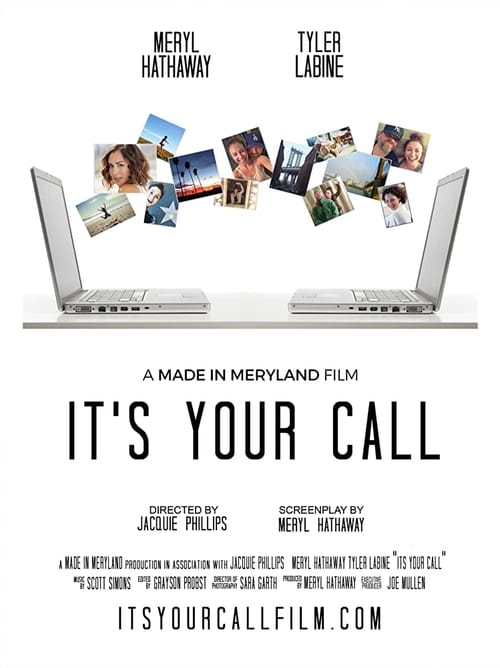 MERYL TYLER
HATHAWAY LABINE
A MADE IN MERYLAND FILM
IT'S YOUR CALL
DIRECTED BY SCREENPLAY BY
JACQUIE PHILLIPS MERYL HATHAWAY
A MADE IN MERYLAND PRODUCTION IN ASSOCIATION WITH JACQUIE PHILLIPS MERYL HATHAWAY TYLER LABINE "ITS YOUR CALL"
MUSIC BY SCOTT SIMONS EDITED BY GRAYSON PROBST DIRECTOR OF PHOTOGRAPHY SARA GARTH PRODUCED BY MERYL HATHAWAY EXECUTIVE PRODUCER JOE MULLEN
ITSYOURCALLFILM.COM